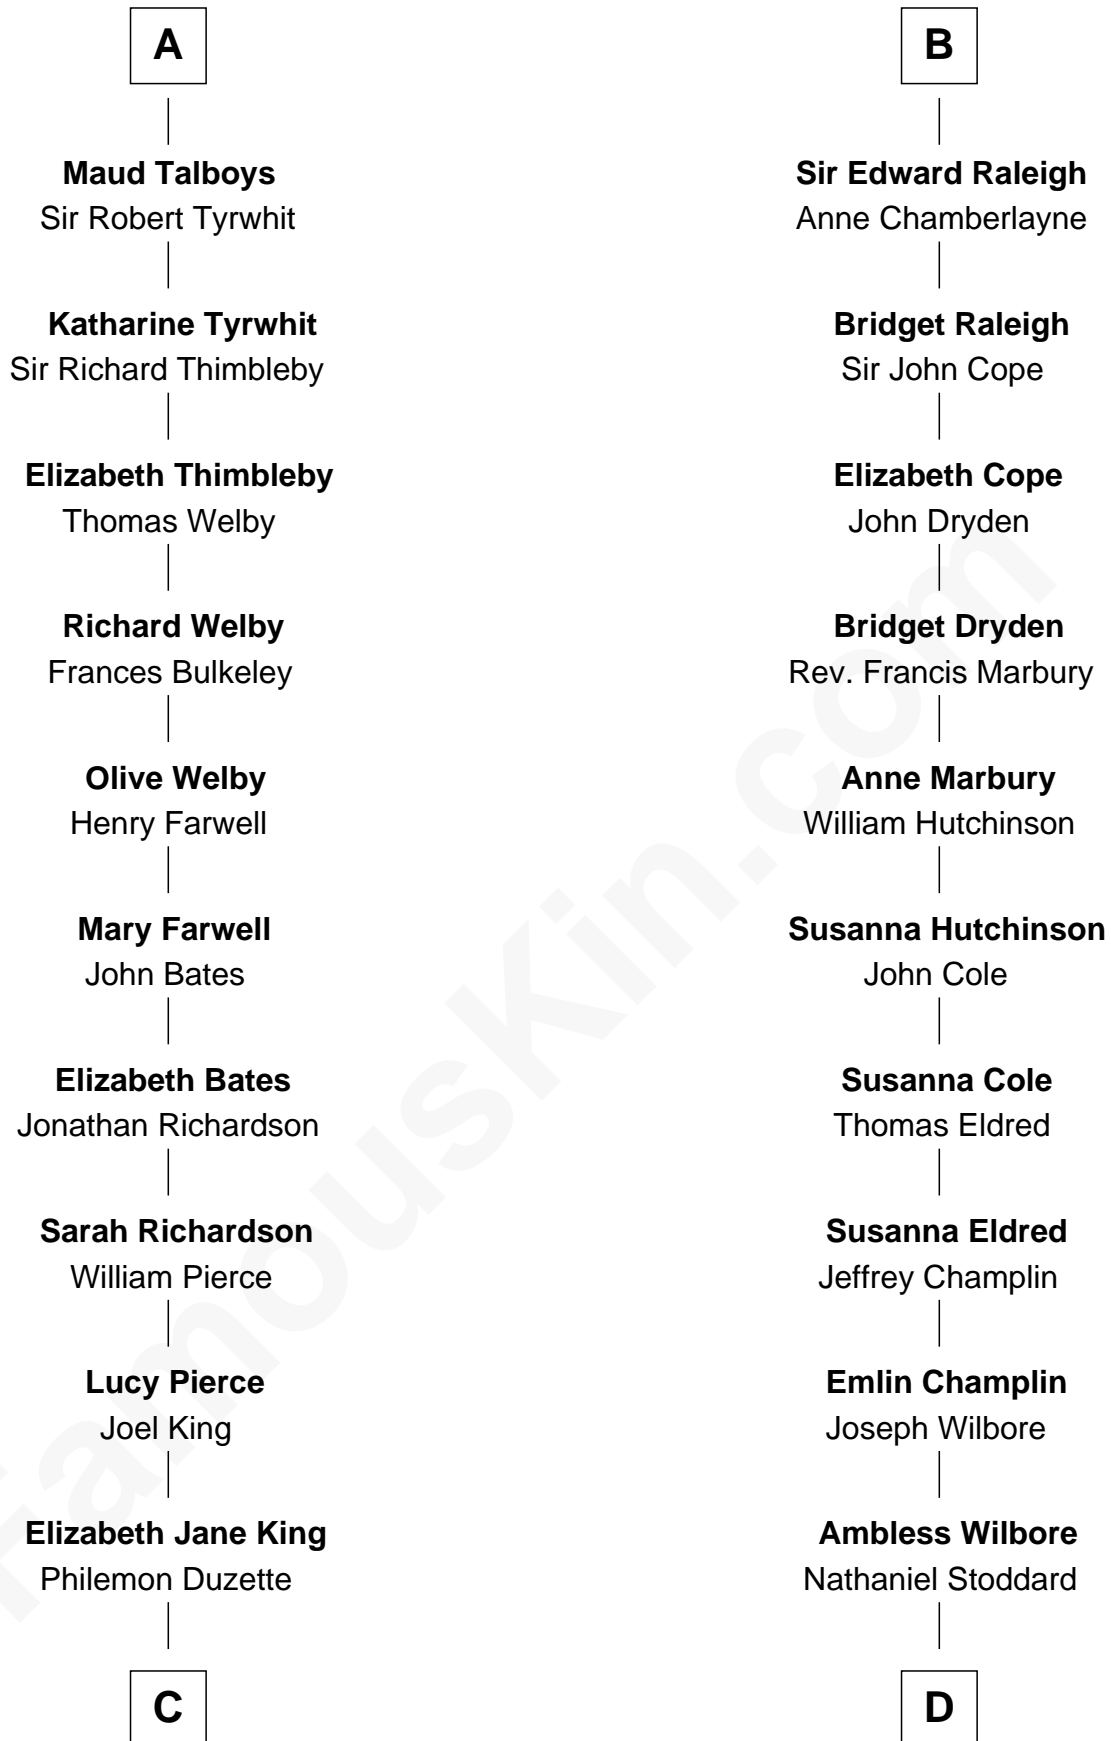 A
Maud Talboys
Sir Robert Tyrwhit
Katharine Tyrwhit
Sir Richard Thimbleby
Elizabeth Thimbleby
Thomas Welby
Richard Welby
Frances Bulkeley
Olive Welby
Henry Farwell
Mary Farwell
John Bates
Elizabeth Bates
Jonathan Richardson
Sarah Richardson
William Pierce
Lucy Pierce
Joel King
Elizabeth Jane King
Philemon Duzette
C
B
Sir Edward Raleigh
Anne Chamberlayne
Bridget Raleigh
Sir John Cope
Elizabeth Cope
John Dryden
Bridget Dryden
Rev. Francis Marbury
Anne Marbury
William Hutchinson
Susanna Hutchinson
John Cole
Susanna Cole
Thomas Eldred
Susanna Eldred
Jeffrey Champlin
Emlin Champlin
Joseph Wilbore
Ambless Wilbore
Nathaniel Stoddard
D
FamousKin.com